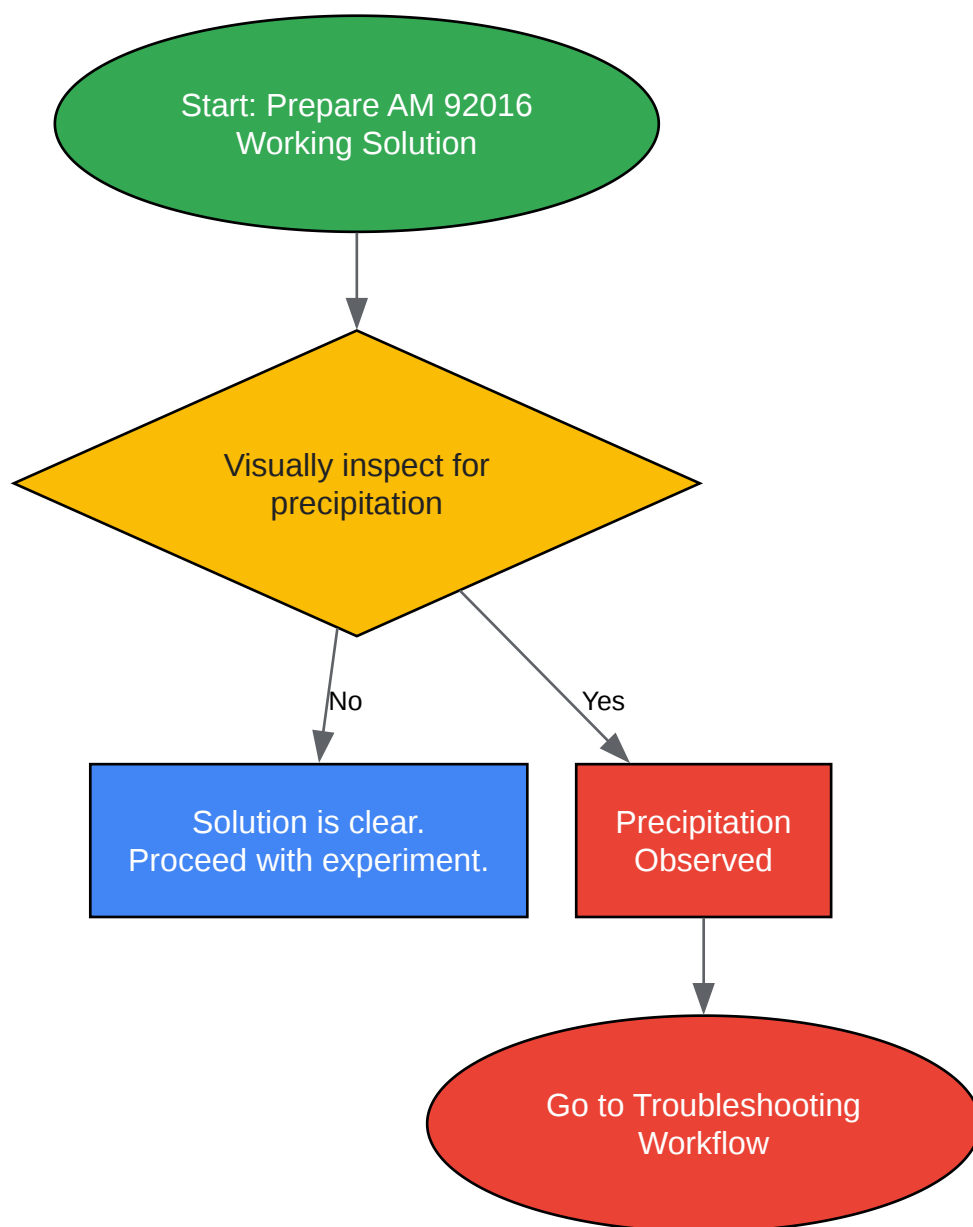 Start: Prepare AM 92016
Working Solution
Visually inspect for
precipitation
No
Yes
Solution is clear.
Proceed with experiment.
Precipitation
Observed
Go to Troubleshooting
Workflow